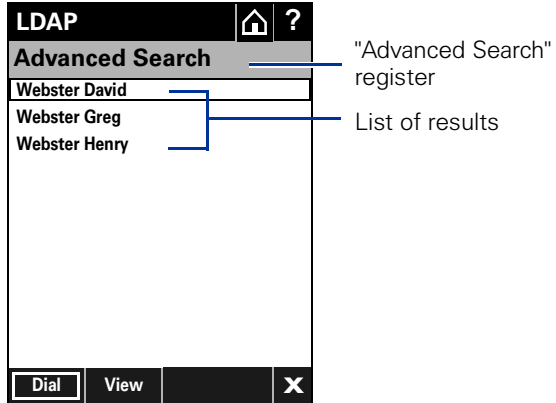 LDAP ?
Advanced Search
Webster David
Webster Greg
Webster Henry
Dial View X
"Advanced Search"
register
List of results